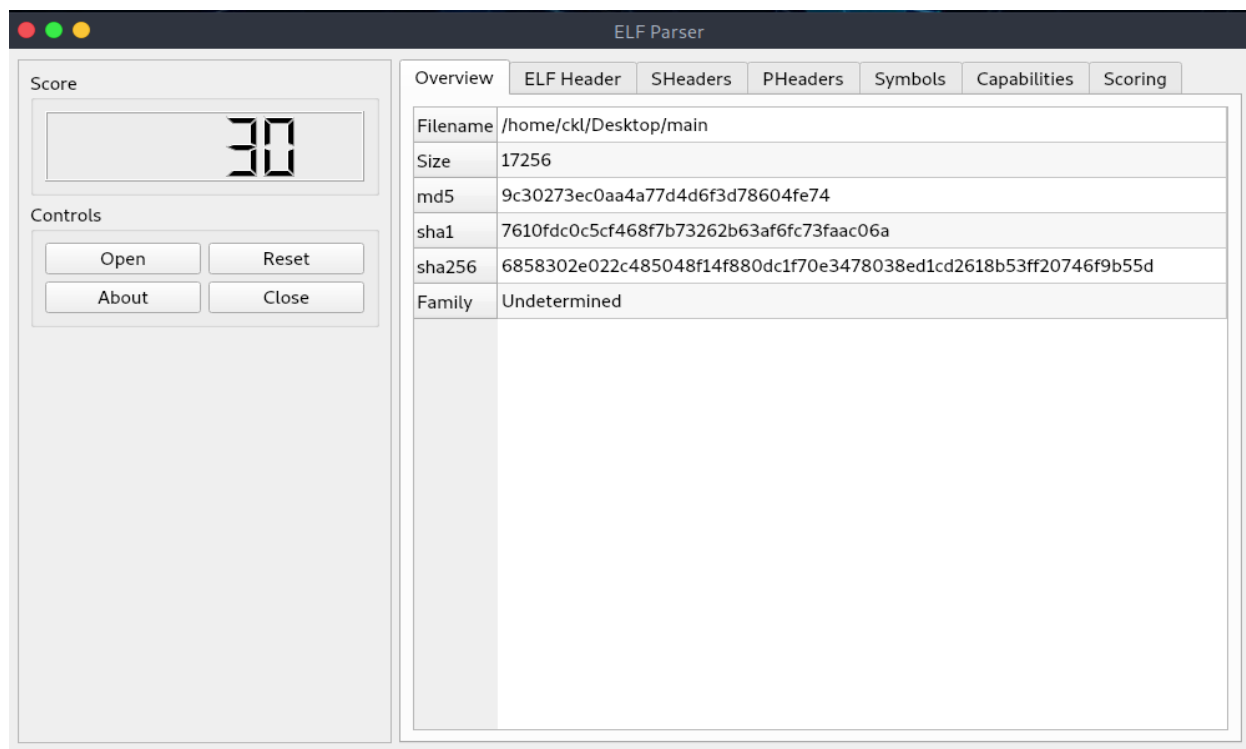 ELF Parser
Score
30
Controls
Open Reset
About Close
Overview ELF Header SHeaders PHeaders Symbols Capabilities Scoring
Filename /home/ckl/Desktop/main
Size 17256
md5 9c30273ec0aa4a77d4d6f3d78604fe74
sha1 7610fdc0c5cf468f7b73262b63af6fc73faac06a
sha256 6858302e022c485048f14f880dc1f70e3478038ed1cd2618b53ff20746f9b55d
Family Undetermined